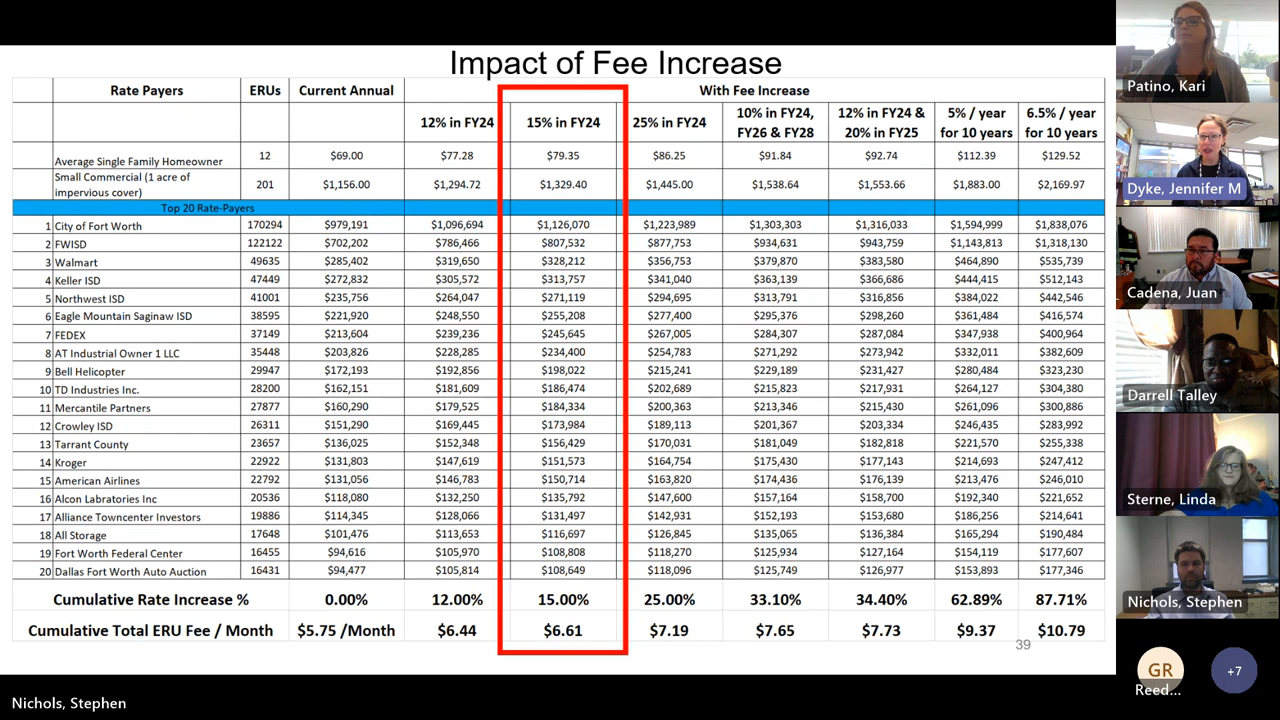 Impact of Fee Increase
Rate Payers ERUs Current Annual With Fee Increase
12% in FY24 15% in FY24 25% in FY24 10% in FY24, FY26 & FY28 12% in FY24 & 20% in FY25 5% / year for 10 years 6.5% / year for 10 years
Average Single Family Homeowner 12 $69.00 $77.28 $79.35 $86.25 $91.84 $92.74 $112.39 $129.52
Small Commercial (1 acre of impervious cover) 201 $1,156.00 $1,294.72 $1,329.40 $1,445.00 $1,538.64 $1,553.66 $1,883.00 $2,169.97
Top 20 Rate-Payers
1 City of Fort Worth 170294 $979,191 $1,096,694 $1,126,070 $1,223,989 $1,303,303 $1,316,033 $1,594,999 $1,838,076
2 FWISD 122122 $702,202 $786,466 $807,532 $877,753 $934,631 $943,759 $1,143,813 $1,318,130
3 Walmart 49635 $285,402 $319,650 $328,212 $356,753 $379,870 $383,580 $464,890 $535,739
4 Keller ISD 47449 $272,832 $305,572 $313,757 $341,040 $363,139 $366,686 $444,415 $512,143
5 Northwest ISD 41001 $235,756 $264,047 $271,119 $294,695 $313,791 $316,856 $384,022 $442,546
6 Eagle Mountain Saginaw ISD 38595 $221,920 $248,550 $255,208 $277,400 $295,376 $298,260 $361,484 $416,574
7 FEDEX 37149 $213,604 $239,236 $245,645 $267,005 $284,307 $287,084 $347,938 $400,964
8 AT Industrial Owner 1 LLC 35448 $203,826 $228,285 $234,400 $254,783 $271,292 $273,942 $332,011 $382,609
9 Bell Helicopter 29947 $172,193 $192,856 $198,022 $215,241 $229,189 $231,427 $280,484 $323,230
10 TD Industries Inc. 28200 $162,151 $181,609 $186,474 $202,689 $215,823 $217,931 $264,127 $304,380
11 Mercantile Partners 27877 $160,290 $179,525 $184,334 $200,363 $213,346 $215,430 $261,096 $300,886
12 Crowley ISD 26311 $151,290 $169,445 $173,984 $189,113 $201,367 $203,334 $246,435 $283,992
13 Tarrant County 23657 $136,025 $152,348 $156,429 $170,031 $181,049 $182,818 $221,570 $255,338
14 Kroger 22922 $131,803 $147,619 $151,573 $164,754 $175,430 $177,143 $214,693 $247,412
15 American Airlines 22792 $131,056 $146,783 $150,714 $163,820 $174,436 $176,139 $213,476 $246,010
16 Alcon Labratories Inc 20536 $118,080 $132,250 $135,792 $147,600 $157,164 $158,700 $192,340 $221,652
17 Alliance Towncenter Investors 19886 $114,345 $128,066 $131,497 $142,931 $152,193 $153,680 $186,256 $214,641
18 All Storage 17648 $101,476 $113,653 $116,697 $126,845 $135,065 $136,384 $165,294 $190,484
19 Fort Worth Federal Center 16455 $94,616 $105,970 $108,808 $118,270 $125,934 $127,164 $154,119 $177,607
20 Dallas Fort Worth Auto Auction 16431 $94,477 $105,814 $108,649 $118,096 $125,749 $126,977 $153,893 $177,346
Cumulative Rate Increase % 0.00% 12.00% 15.00% 25.00% 33.10% 34.40% 62.89% 87.71%
Cumulative Total ERU Fee / Month $5.75 /Month $6.44 $6.61 $7.19 $7.65 $7.73 $9.37 $10.79
39
Patino, Kari
Dyke, Jennifer M
Cadena, Juan
Darrell Talley
Sterne, Linda
Nichols, Stephen
GR
Reed...
+7
Nichols, Stephen